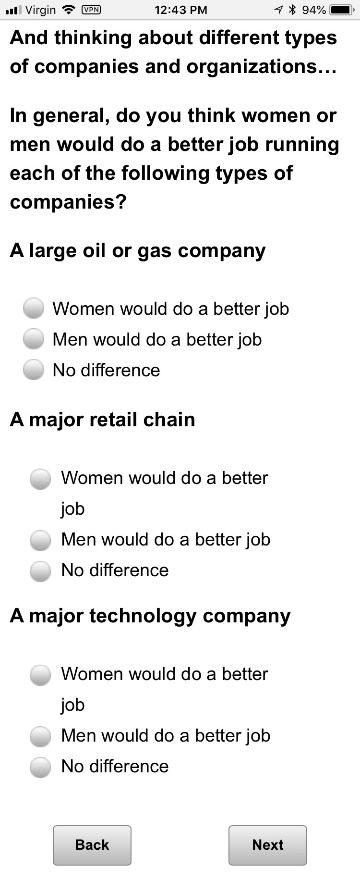 Virgin VPN 12:43 PM 94%
And thinking about different types
of companies and organizations...
In general, do you think women or
men would do a better job running
each of the following types of
companies?
A large oil or gas company
Women would do a better job
Men would do a better job
No difference
A major retail chain
Women would do a better
job
Men would do a better job
No difference
A major technology company
Women would do a better
job
Men would do a better job
No difference
Back Next